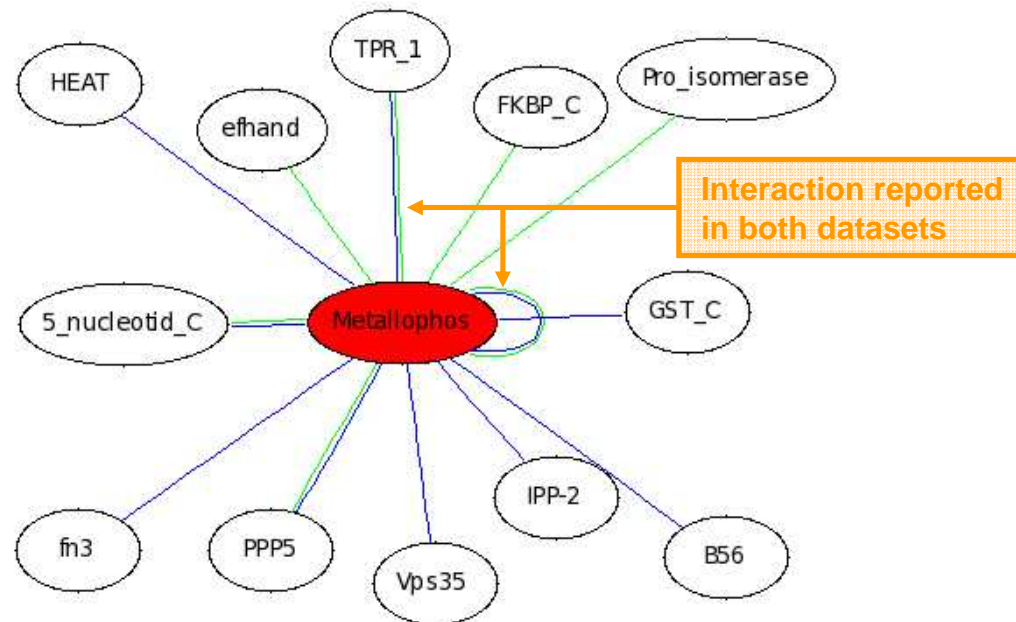 TPR_1
HEAT
Pro_isomerase
FKBP_C
efhand
Interaction reported
in both datasets
5_nucleotid_C
Metallophos
GST_C
IPP-2
fn3
PPP5
B56
Vps35